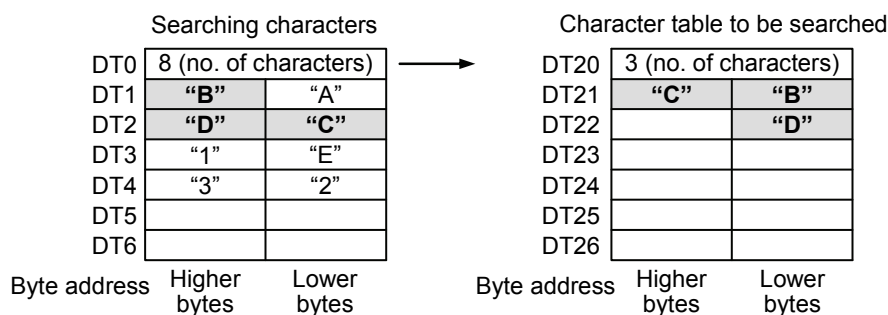 Searching characters Character table to be searched
DT0 8 (no. of characters) DT20 3 (no. of characters)
DT1 “B” “A” DT21 “C” “B”
DT2 “D” “C” DT22 “D”
DT3 “1” “E” DT23
DT4 “3” “2” DT24
DT5 DT25
DT6 DT26
Byte address Higher bytes Lower bytes Byte address Higher bytes Lower bytes